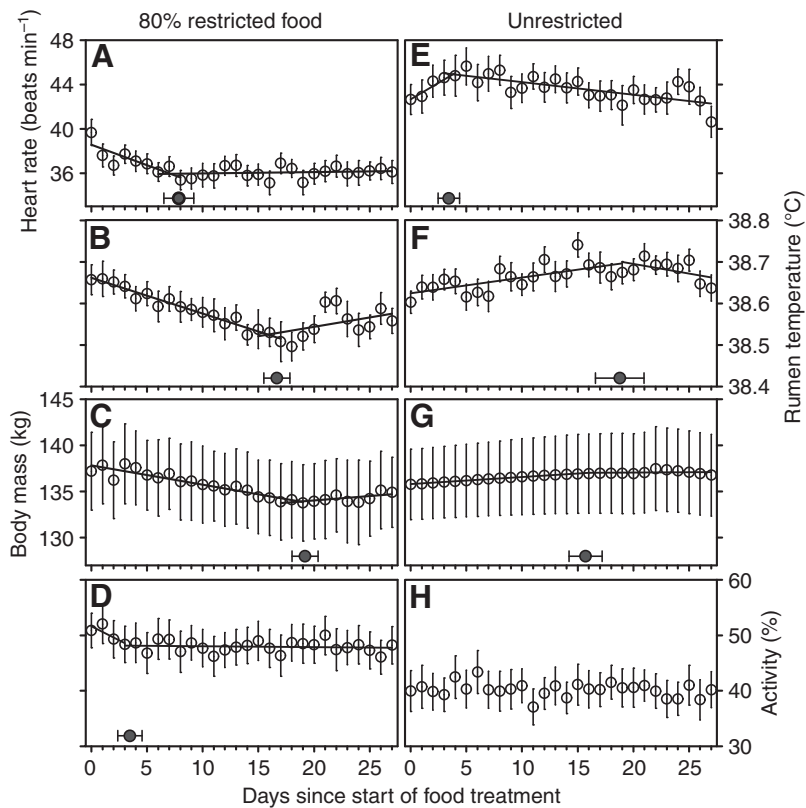 80% restricted food
Unrestricted
A
E
Heart rate (beats min⁻¹)
48
44
40
36
B
F
Rumen temperature (°C)
38.8
38.7
38.6
38.5
38.4
C
G
Body mass (kg)
145
140
135
130
D
H
Activity (%)
60
50
40
30
0 5 10 15 20 25 0 5 10 15 20 25
Days since start of food treatment